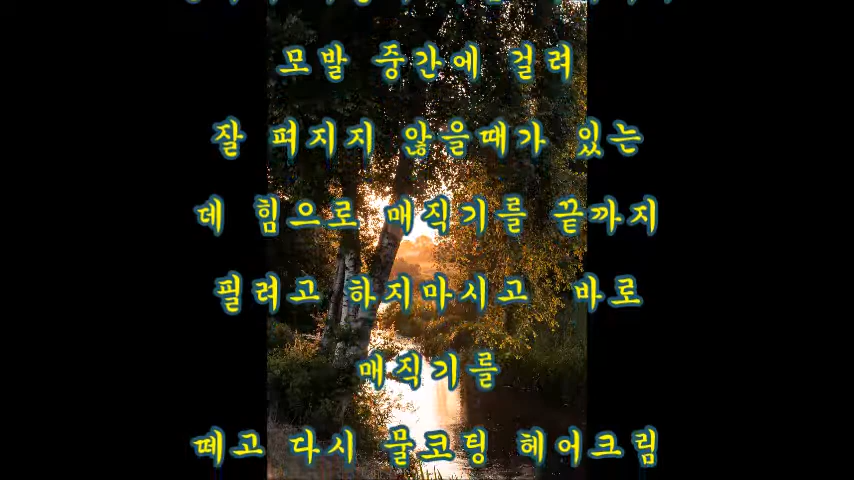 모발 중간에 걸려
잘 펴지지 않을때가 있는
데 힘으로 매직기를 끝까지
필려고 하지마시고 바로
매직기를
떼고 다시 물코팅 헤어크림